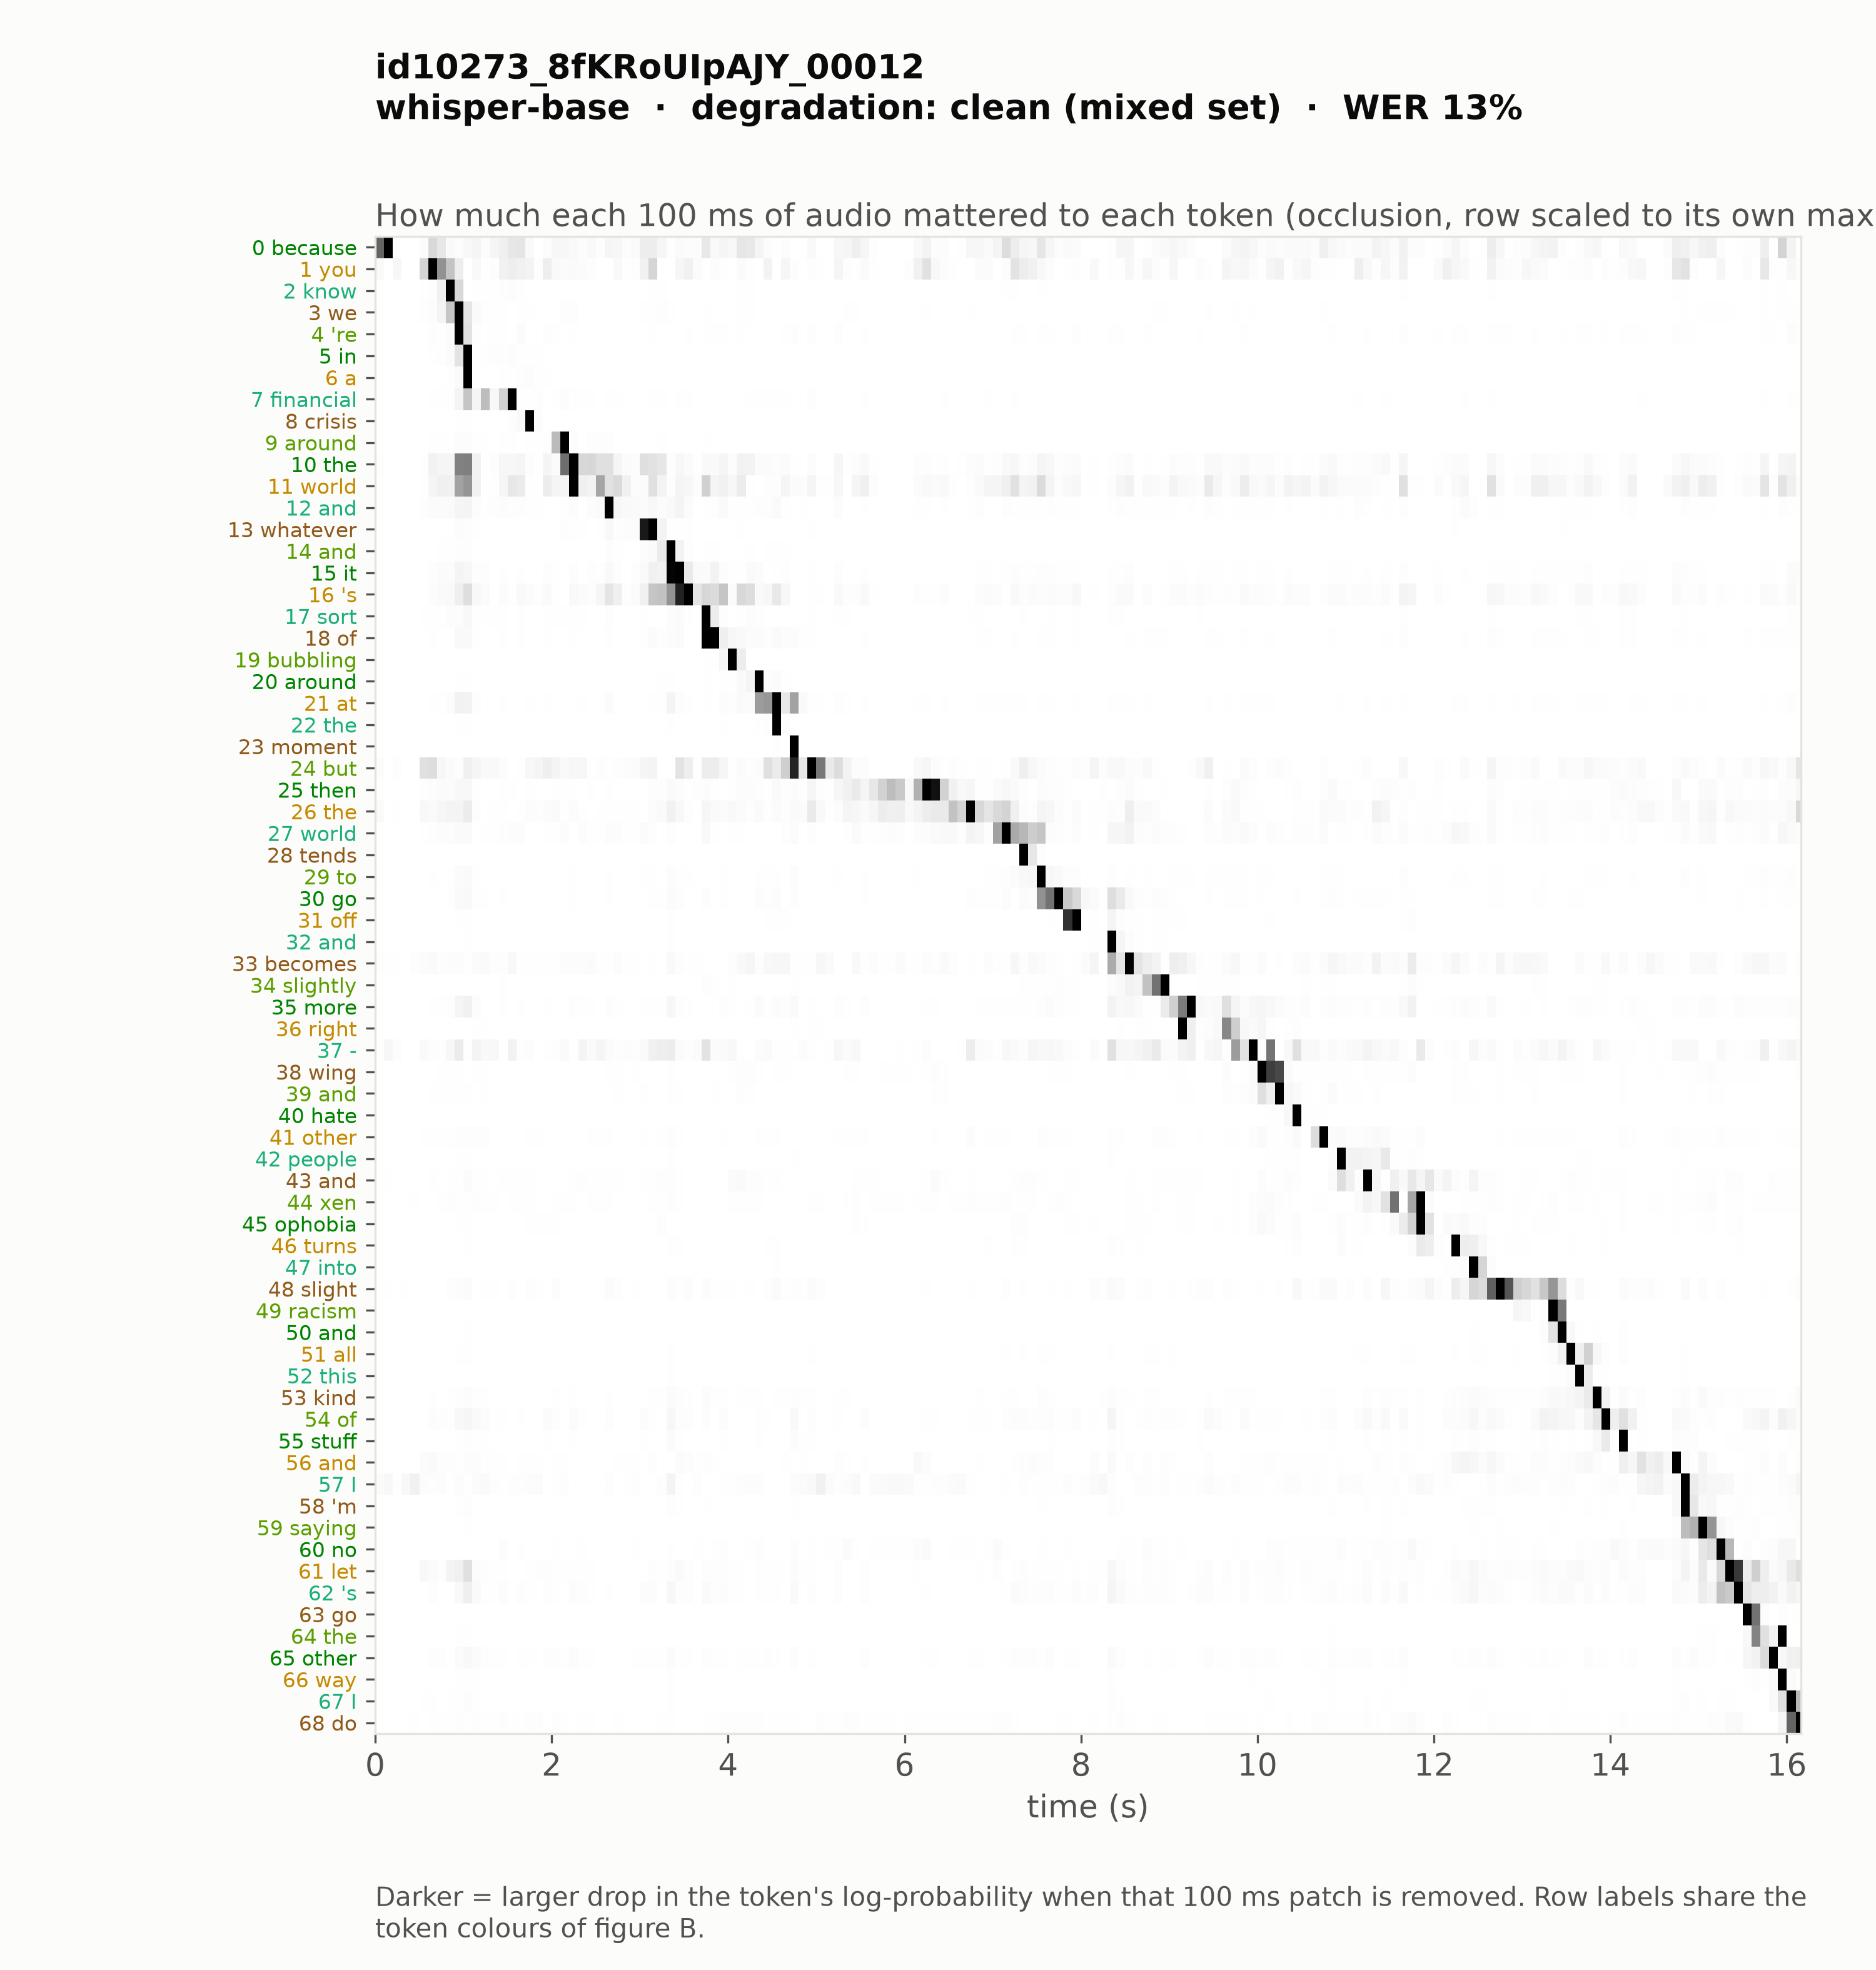 id10273_8fKRoUIpAJY_00012
whisper-base · degradation: clean (mixed set) · WER 13%
How much each 100 ms of audio mattered to each token (occlusion, row scaled to its own max
0 because
1 you
2 know
3 we
4 're
5 in
6 a
7 financial
8 crisis
9 around
10 the
11 world
12 and
13 whatever
14 and
15 it
16 's
17 sort
18 of
19 bubbling
20 around
21 at
22 the
23 moment
24 but
25 then
26 the
27 world
28 tends
29 to
30 go
31 off
32 and
33 becomes
34 slightly
35 more
36 right
37 -
38 wing
39 and
40 hate
41 other
42 people
43 and
44 xen
45 ophobia
46 turns
47 into
48 slight
49 racism
50 and
51 all
52 this
53 kind
54 of
55 stuff
56 and
57 I
58 'm
59 saying
60 no
61 let
62 's
63 go
64 the
65 other
66 way
67 I
68 do
0 2 4 6 8 10 12 14 16
time (s)
Darker = larger drop in the token's log-probability when that 100 ms patch is removed. Row labels share the
token colours of figure B.